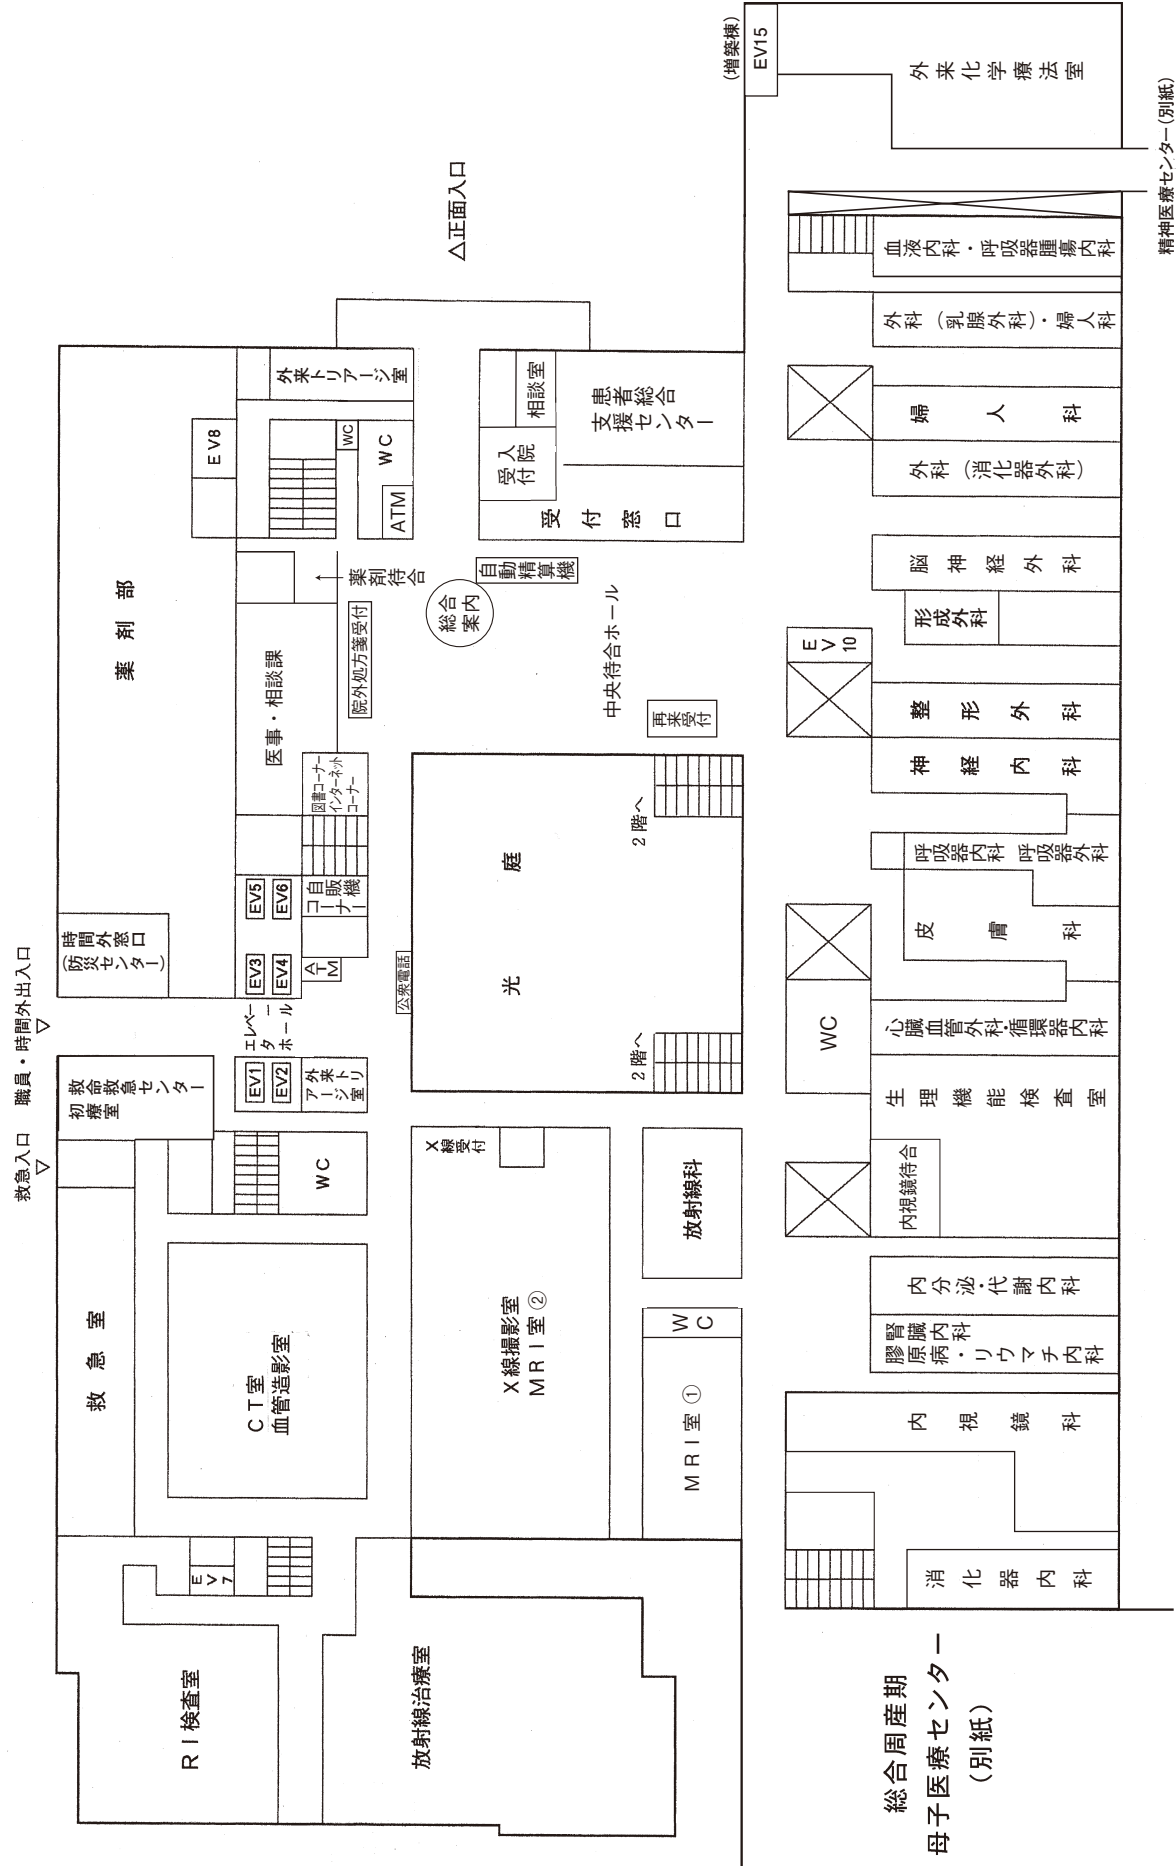 救急入口
職員・時間外出入口
薬剤部
時間外窓口
(防災センター)
救命救急センター
初療室
救急室
RI検査室
放射線治療室
EV7
CT室
血管造影室
WC
EV1
EV2
外来トリ
アージ室
エレベー
ターホール
EV3
EV4
EV5
EV6
ATM
自販機
コーナー
図書コーナー
インターネット
コーナー
医事・相談課
院外処方箋受付
薬剤待合
EV8
WC
WC
ATM
外来トリアージ室
△正面入口
総合
案内
自動精算機
入院
受付
相談室
患者総合
支援センター
受付窓口
中央待合ホール
再来受付
公衆電話
光庭
2階へ
2階へ
X線
受付
X線撮影室
MRI室②
放射線科
WC
MRI室①
(増築棟)
EV15
外来化学療法室
精神医療センター(別紙)
血液内科・呼吸器腫瘍内科
外科(乳腺外科)・婦人科
婦人科
外科(消化器外科)
脳神経外科
形成
外科
EV10
整形外科
神経内科
呼吸器内科 呼吸器外科
皮膚科
WC
心臓血管外科・循環器内科
生理機能検査室
内視鏡待合
内分泌・代謝内科
腎臓内科
膠原病・リウマチ内科
内視鏡科
消化器内科
総合周産期
母子医療センター
(別紙)